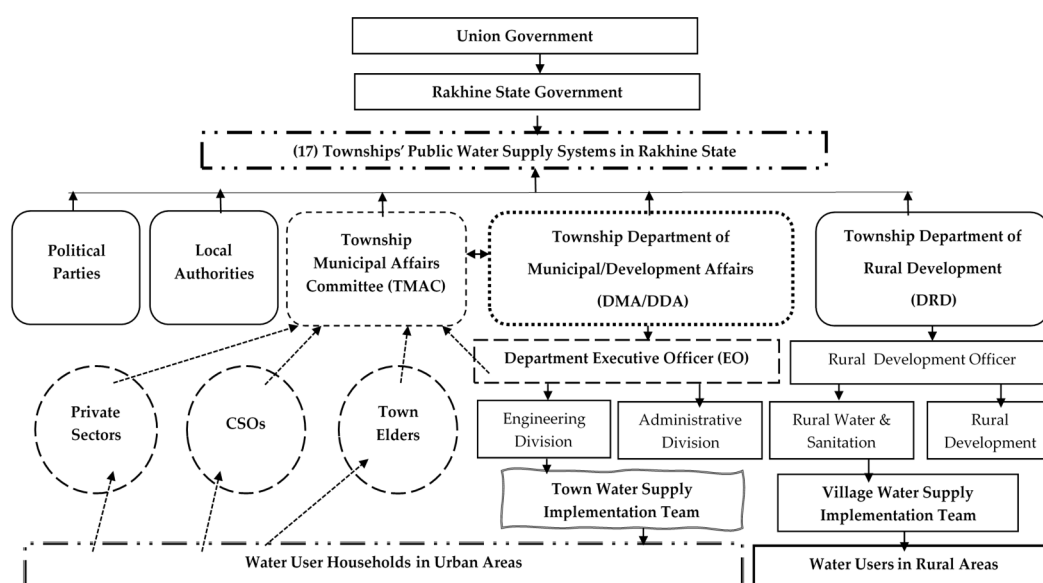 Union Government
Rakhine State Government
(17) Townships' Public Water Supply Systems in Rakhine State
Political
Parties
Local
Authorities
Township
Municipal Affairs
Committee (TMAC)
Township Department of
Municipal/Development Affairs
(DMA/DDA)
Township Department of
Rural Development
(DRD)
Department Executive Officer (EO)
Rural Development Officer
Private
Sectors
CSOs
Town
Elders
Engineering
Division
Administrative
Division
Rural Water &
Sanitation
Rural
Development
Town Water Supply
Implementation Team
Village Water Supply
Implementation Team
Water User Households in Urban Areas
Water Users in Rural Areas